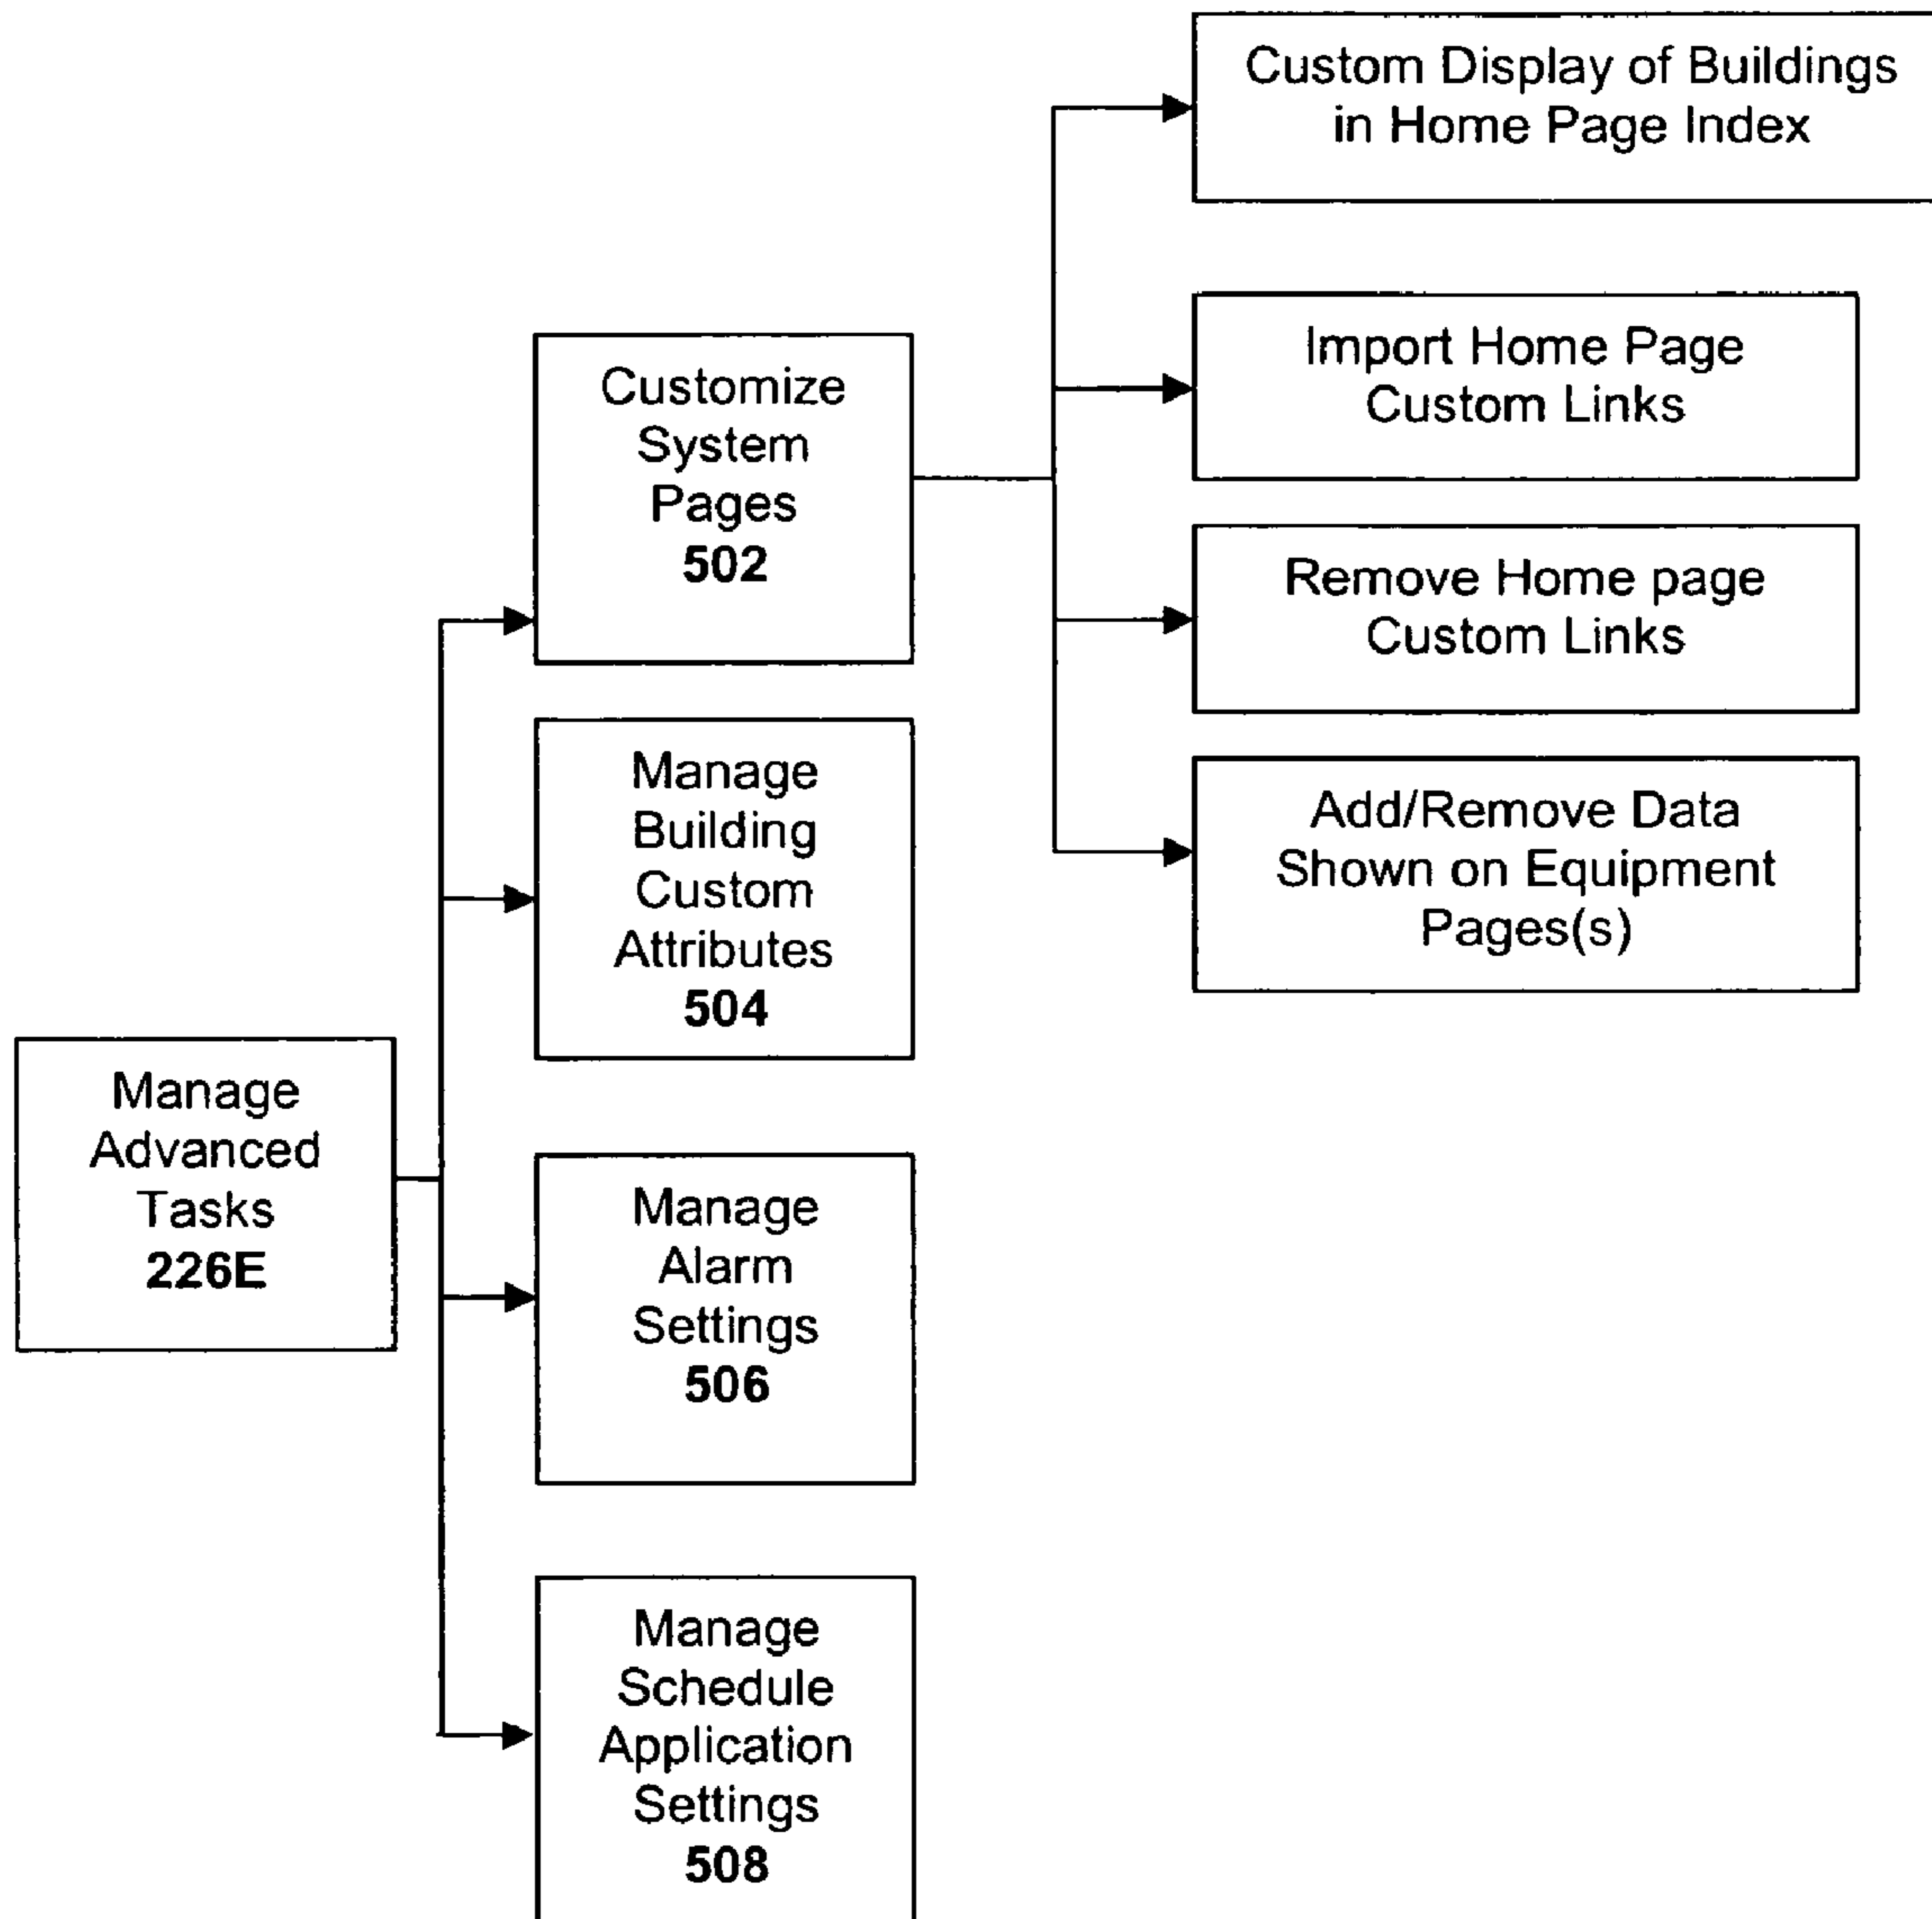 Custom Display of Buildings
in Home Page Index
Import Home Page
Custom Links
Customize
System
Pages
502
Remove Home page
Custom Links
Manage
Building
Custom
Attributes
504
Add/Remove Data
Shown on Equipment
Pages(s)
Manage
Advanced
Tasks
226E
Manage
Alarm
Settings
506
Manage
Schedule
Application
Settings
508